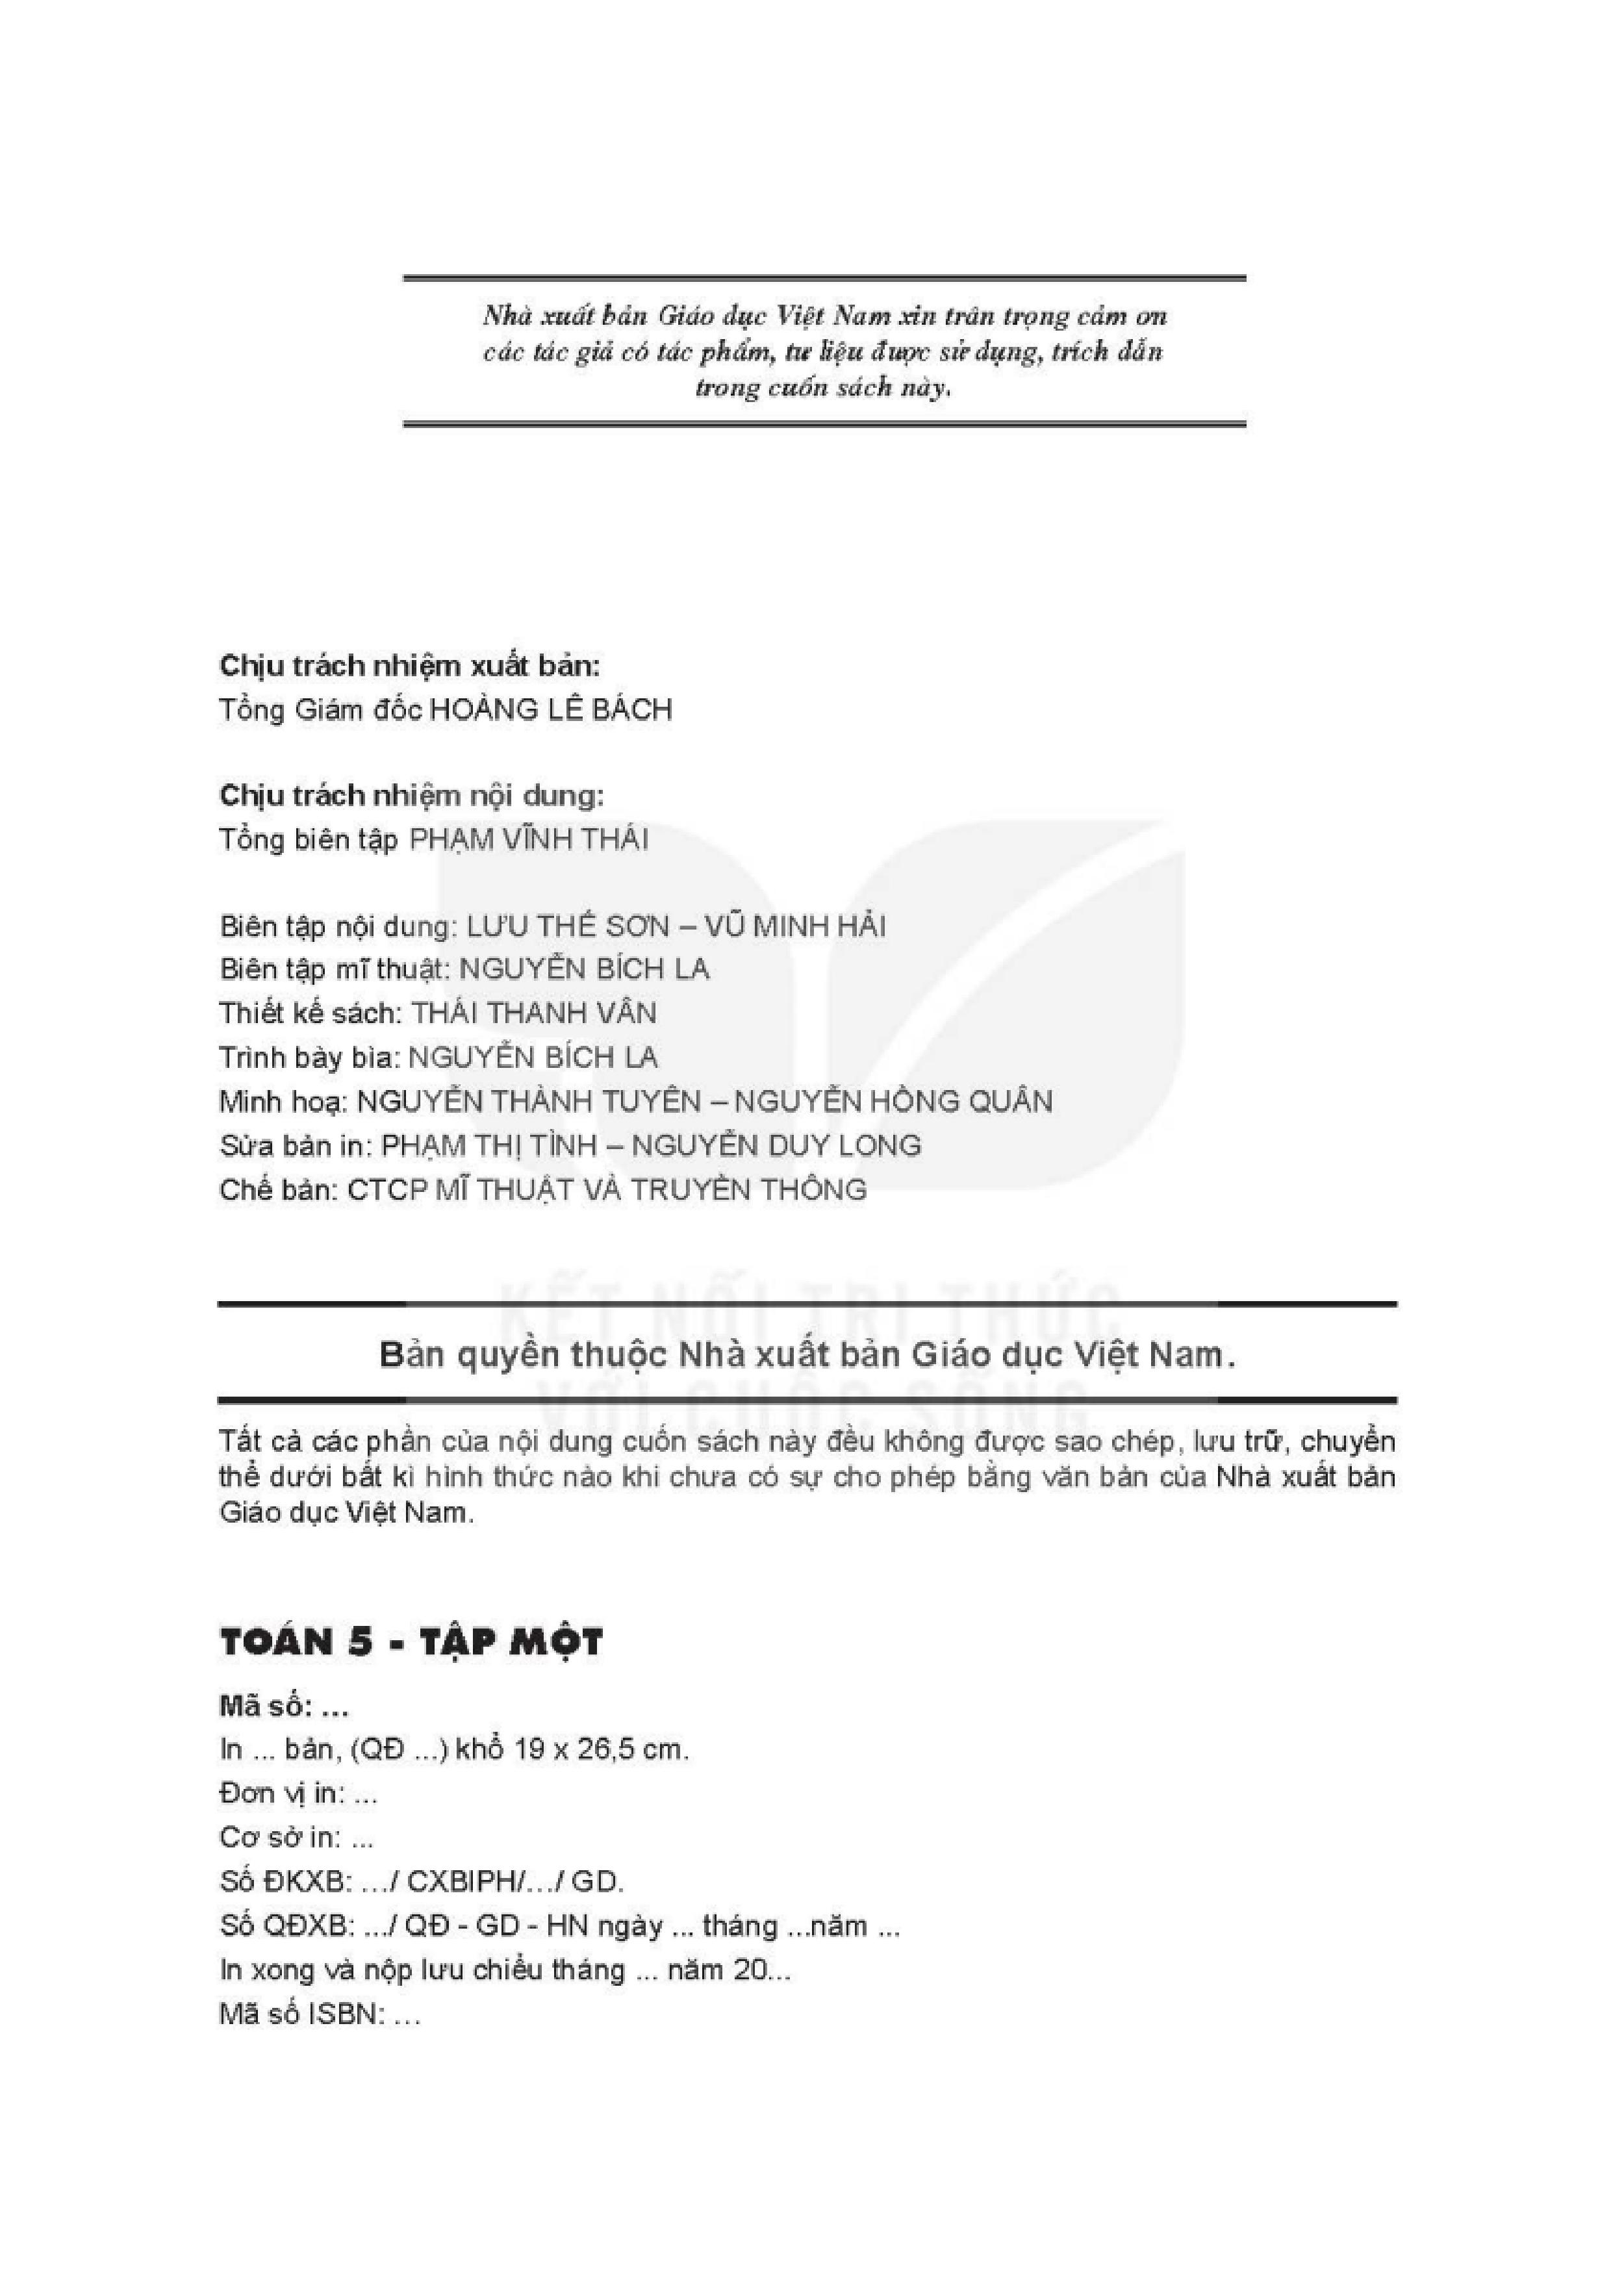 Nhà xuất bản Giáo dục Việt Nam xin trân trọng cảm ơn
các tác giả có tác phẩm, tư liệu được sử dụng, trích dẫn
trong cuốn sách này.
Chịu trách nhiệm xuất bản:
Tổng Giám đốc HOÀNG LÊ BÁCH
Chịu trách nhiệm nội dung:
Tổng biên tập PHẠM VĨNH THÁI
Biên tập nội dung: LƯU THẾ SƠN – VŨ MINH HẢI
Biên tập mĩ thuật: NGUYỄN BÍCH LA
Thiết kế sách: THÁI THANH VÂN
Trình bày bìa: NGUYỄN BÍCH LA
Minh hoạ: NGUYỄN THÀNH TUYÊN – NGUYỄN HỒNG QUÂN
Sửa bản in: PHẠM THỊ TÌNH – NGUYỄN DUY LONG
Chế bản: CTCP MĨ THUẬT VÀ TRUYỀN THÔNG
KẾT NỐI TRI THỨC
Bản quyền thuộc Nhà xuất bản Giáo dục Việt Nam.
VỚI CUỘC SỐNG
Tất cả các phần của nội dung cuốn sách này đều không được sao chép, lưu trữ, chuyển
thể dưới bất kì hình thức nào khi chưa có sự cho phép bằng văn bản của Nhà xuất bản
Giáo dục Việt Nam.
TOÁN 5 - TẬP MỘT
Mã số: ...
In ... bản, (QĐ ...) khổ 19 x 26,5 cm.
Đơn vị in: ...
Cơ sở in: ...
Số ĐKXB: .../ CXBIPH/.../ GD.
Số QĐXB: .../ QĐ - GD - HN ngày ... tháng ...năm ...
In xong và nộp lưu chiểu tháng ... năm 20...
Mã số ISBN: ...